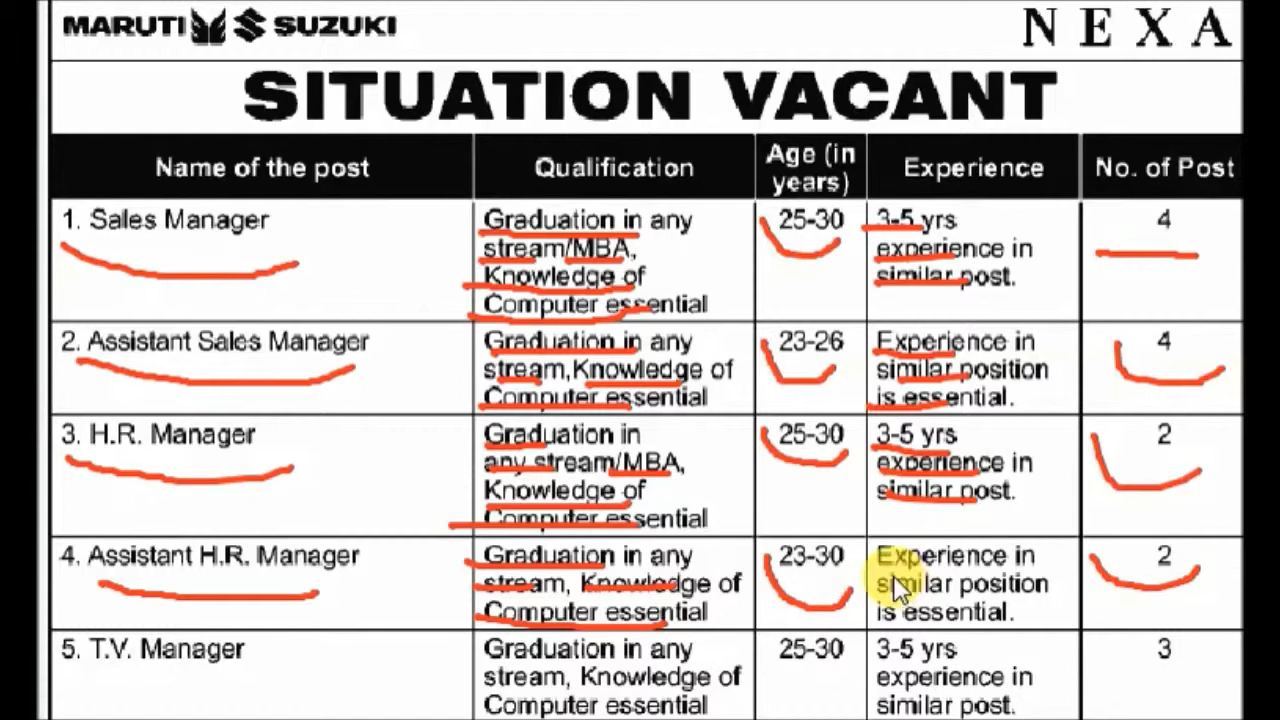 MARUTI SUZUKI NEXA
SITUATION VACANT
Name of the post Qualification Age (in years) Experience No. of Post
1. Sales Manager Graduation in any 25-30 3-5 yrs 4
stream/MBA, experience in
Knowledge of similar post.
Computer essential
2. Assistant Sales Manager Graduation in any 23-26 Experience in 4
stream,Knowledge of similar position
Computer essential is essential.
3. H.R. Manager Graduation in 25-30 3-5 yrs 2
any stream/MBA, experience in
Knowledge of similar post.
Computer essential
4. Assistant H.R. Manager Graduation in any 23-30 Experience in 2
stream, Knowledge of similar position
Computer essential is essential.
5. T.V. Manager Graduation in any 25-30 3-5 yrs 3
stream, Knowledge of experience in
Computer essential similar post.